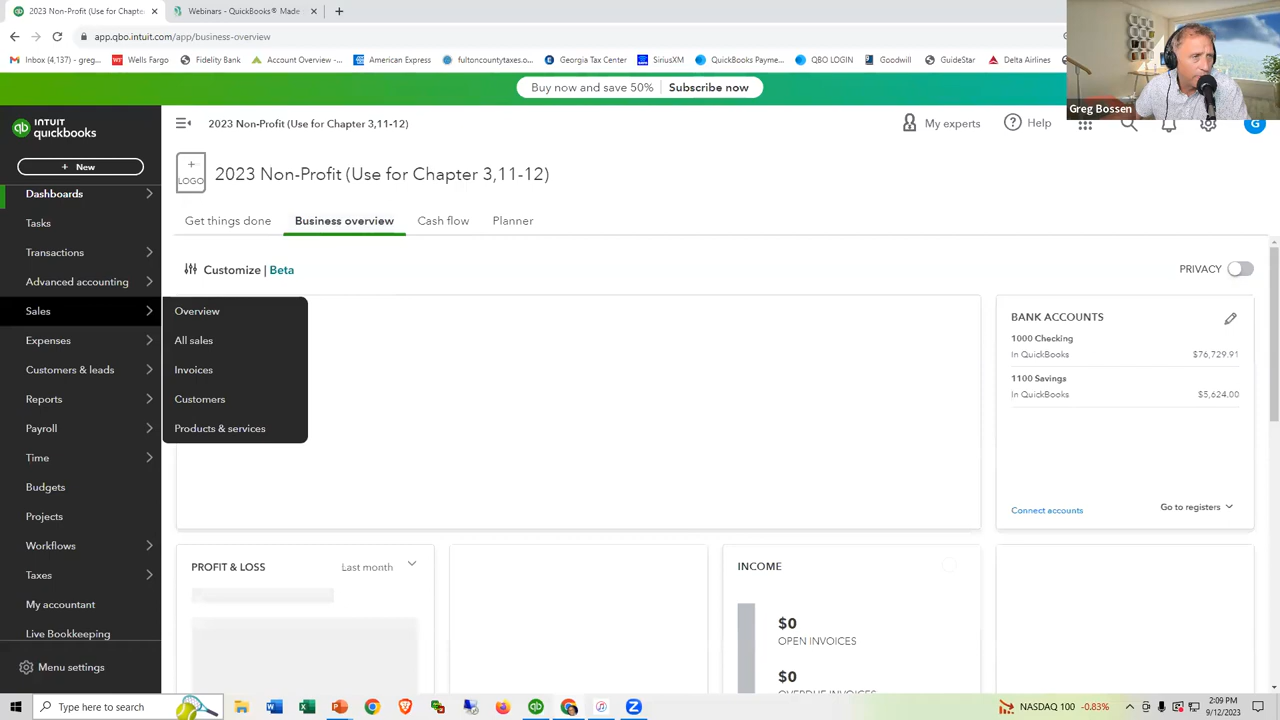 2023 Non-Profit (Use for Chapter
Webinars - QuickBooks® Made
app.qbo.intuit.com/app/business-overview
Inbox (4,137) - greg...
Wells Fargo
Fidelity Bank
Account Overview -...
American Express
fultoncountytaxes.o...
Georgia Tax Center
SiriusXM
QuickBooks Payme...
QBO LOGIN
Goodwill
GuideStar
Delta Airlines
Buy now and save 50%
Subscribe now
Greg Bossen
INTUIT
quickbooks
2023 Non-Profit (Use for Chapter 3,11-12)
My experts
Help
G
+ New
+
LOGO
2023 Non-Profit (Use for Chapter 3,11-12)
Dashboards
Tasks
Transactions
Advanced accounting
Sales
Expenses
Customers & leads
Reports
Payroll
Time
Budgets
Projects
Workflows
Taxes
My accountant
Live Bookkeeping
Menu settings
Overview
All sales
Invoices
Customers
Products & services
Get things done
Business overview
Cash flow
Planner
Customize | Beta
PRIVACY
BANK ACCOUNTS
1000 Checking
In QuickBooks
$76,729.91
1100 Savings
In QuickBooks
$5,624.00
Connect accounts
Go to registers
PROFIT & LOSS
Last month
INCOME
$0
OPEN INVOICES
$0
OVERDUE INVOICES
Type here to search
NASDAQ 100 -0.83%
2:09 PM
9/12/2023